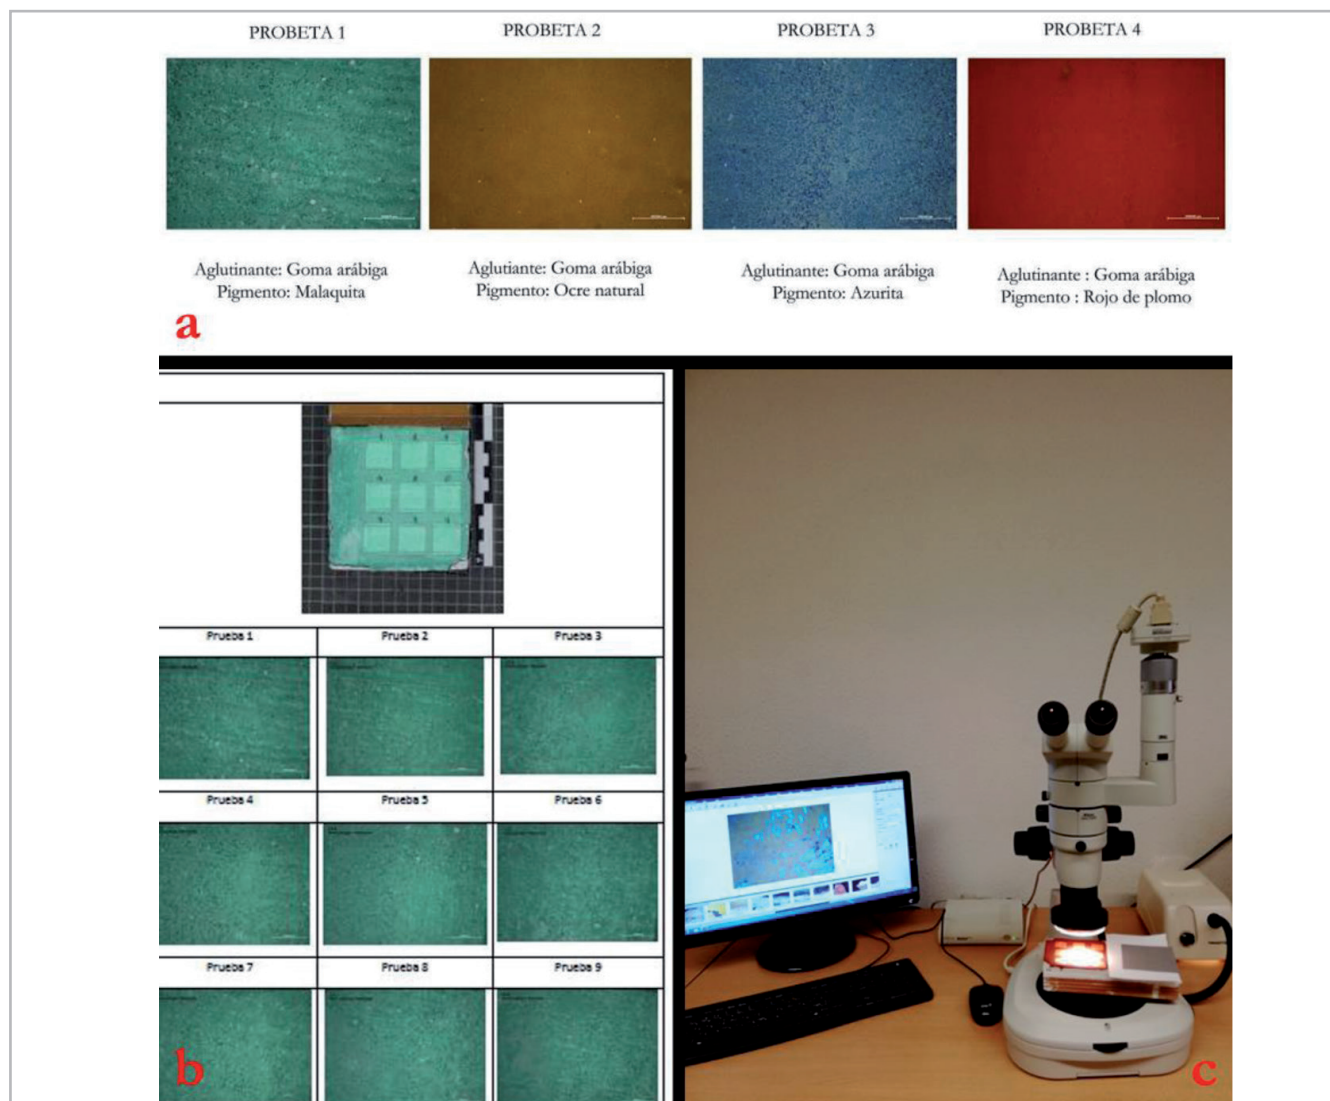 PROBETA 1
PROBETA 2
PROBETA 3
PROBETA 4
Aglutinante: Goma arábiga
Pigmento: Malaquita
Aglutiante: Goma arábiga
Pigmento: Ocre natural
Aglutinante: Goma arábiga
Pigmento: Azurita
Aglutinante : Goma arábiga
Pigmento : Rojo de plomo
a
Prueba 1
Prueba 2
Prueba 3
Prueba 4
Prueba 5
Prueba 6
Prueba 7
Prueba 8
Prueba 9
b
c